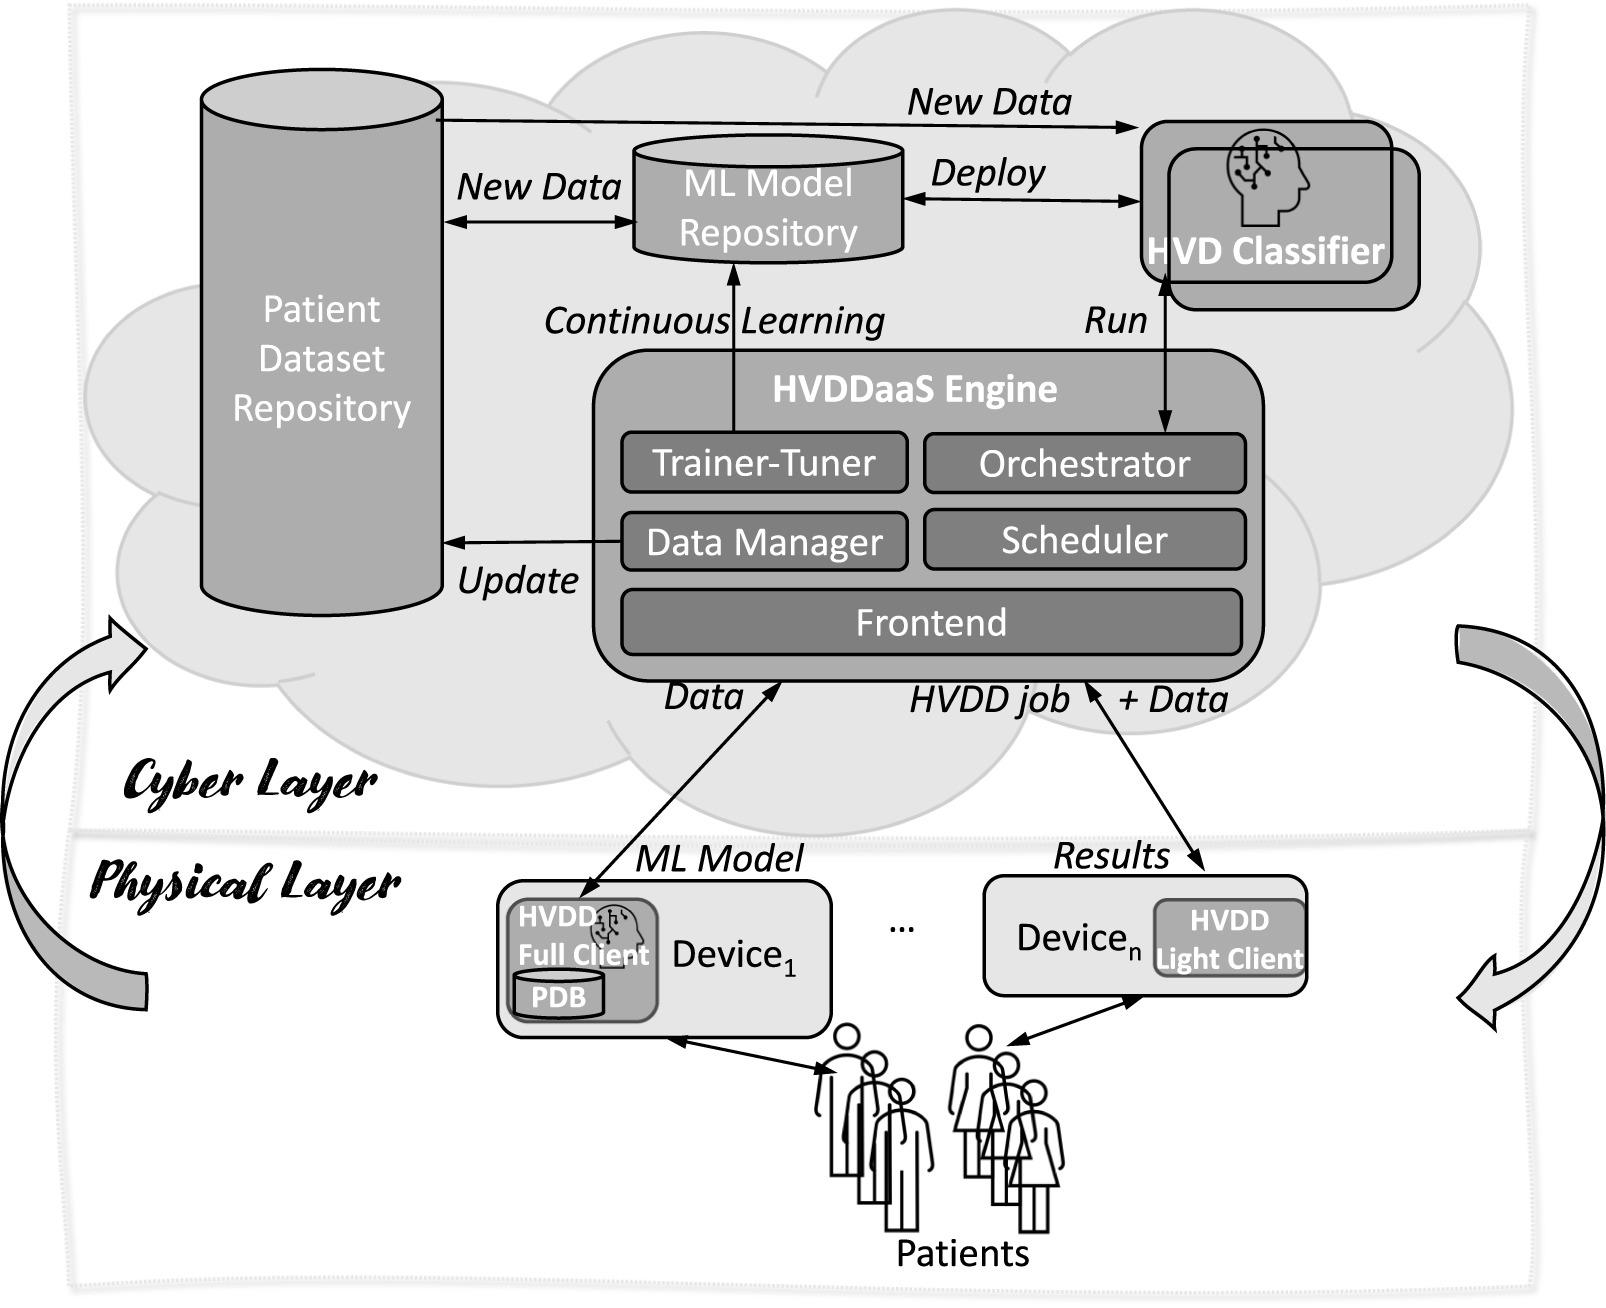 New Data
New Data
ML Model
Repository
Deploy
HVD Classifier
Patient
Dataset
Repository
Continuous Learning
Run
HVDDaaS Engine
Trainer-Tuner
Orchestrator
Data Manager
Scheduler
Update
Frontend
Data
HVDD job + Data
Cyber Layer
Physical Layer
ML Model
Results
HVDD
Full Client
PDB
Device1
...
Devicen
HVDD
Light Client
Patients